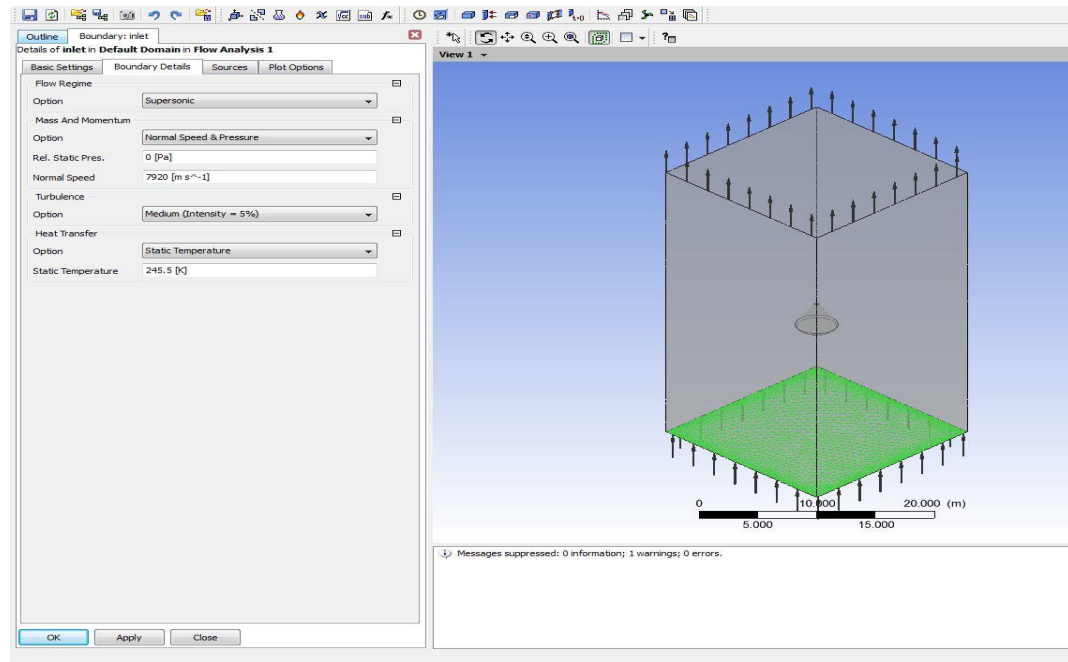 Outline Boundary: inlet
Details of inlet in Default Domain in Flow Analysis 1
Basic Settings Boundary Details Sources Plot Options
Flow Regime
Option Supersonic
Mass And Momentum
Option Normal Speed & Pressure
Rel. Static Pres. 0 [Pa]
Normal Speed 7920 [m s^-1]
Turbulence
Option Medium (Intensity = 5%)
Heat Transfer
Option Static Temperature
Static Temperature 245.5 [K]
OK Apply Close
View 1
0 10.000 20.000 (m)
5.000 15.000
Messages suppressed: 0 information; 1 warnings; 0 errors.